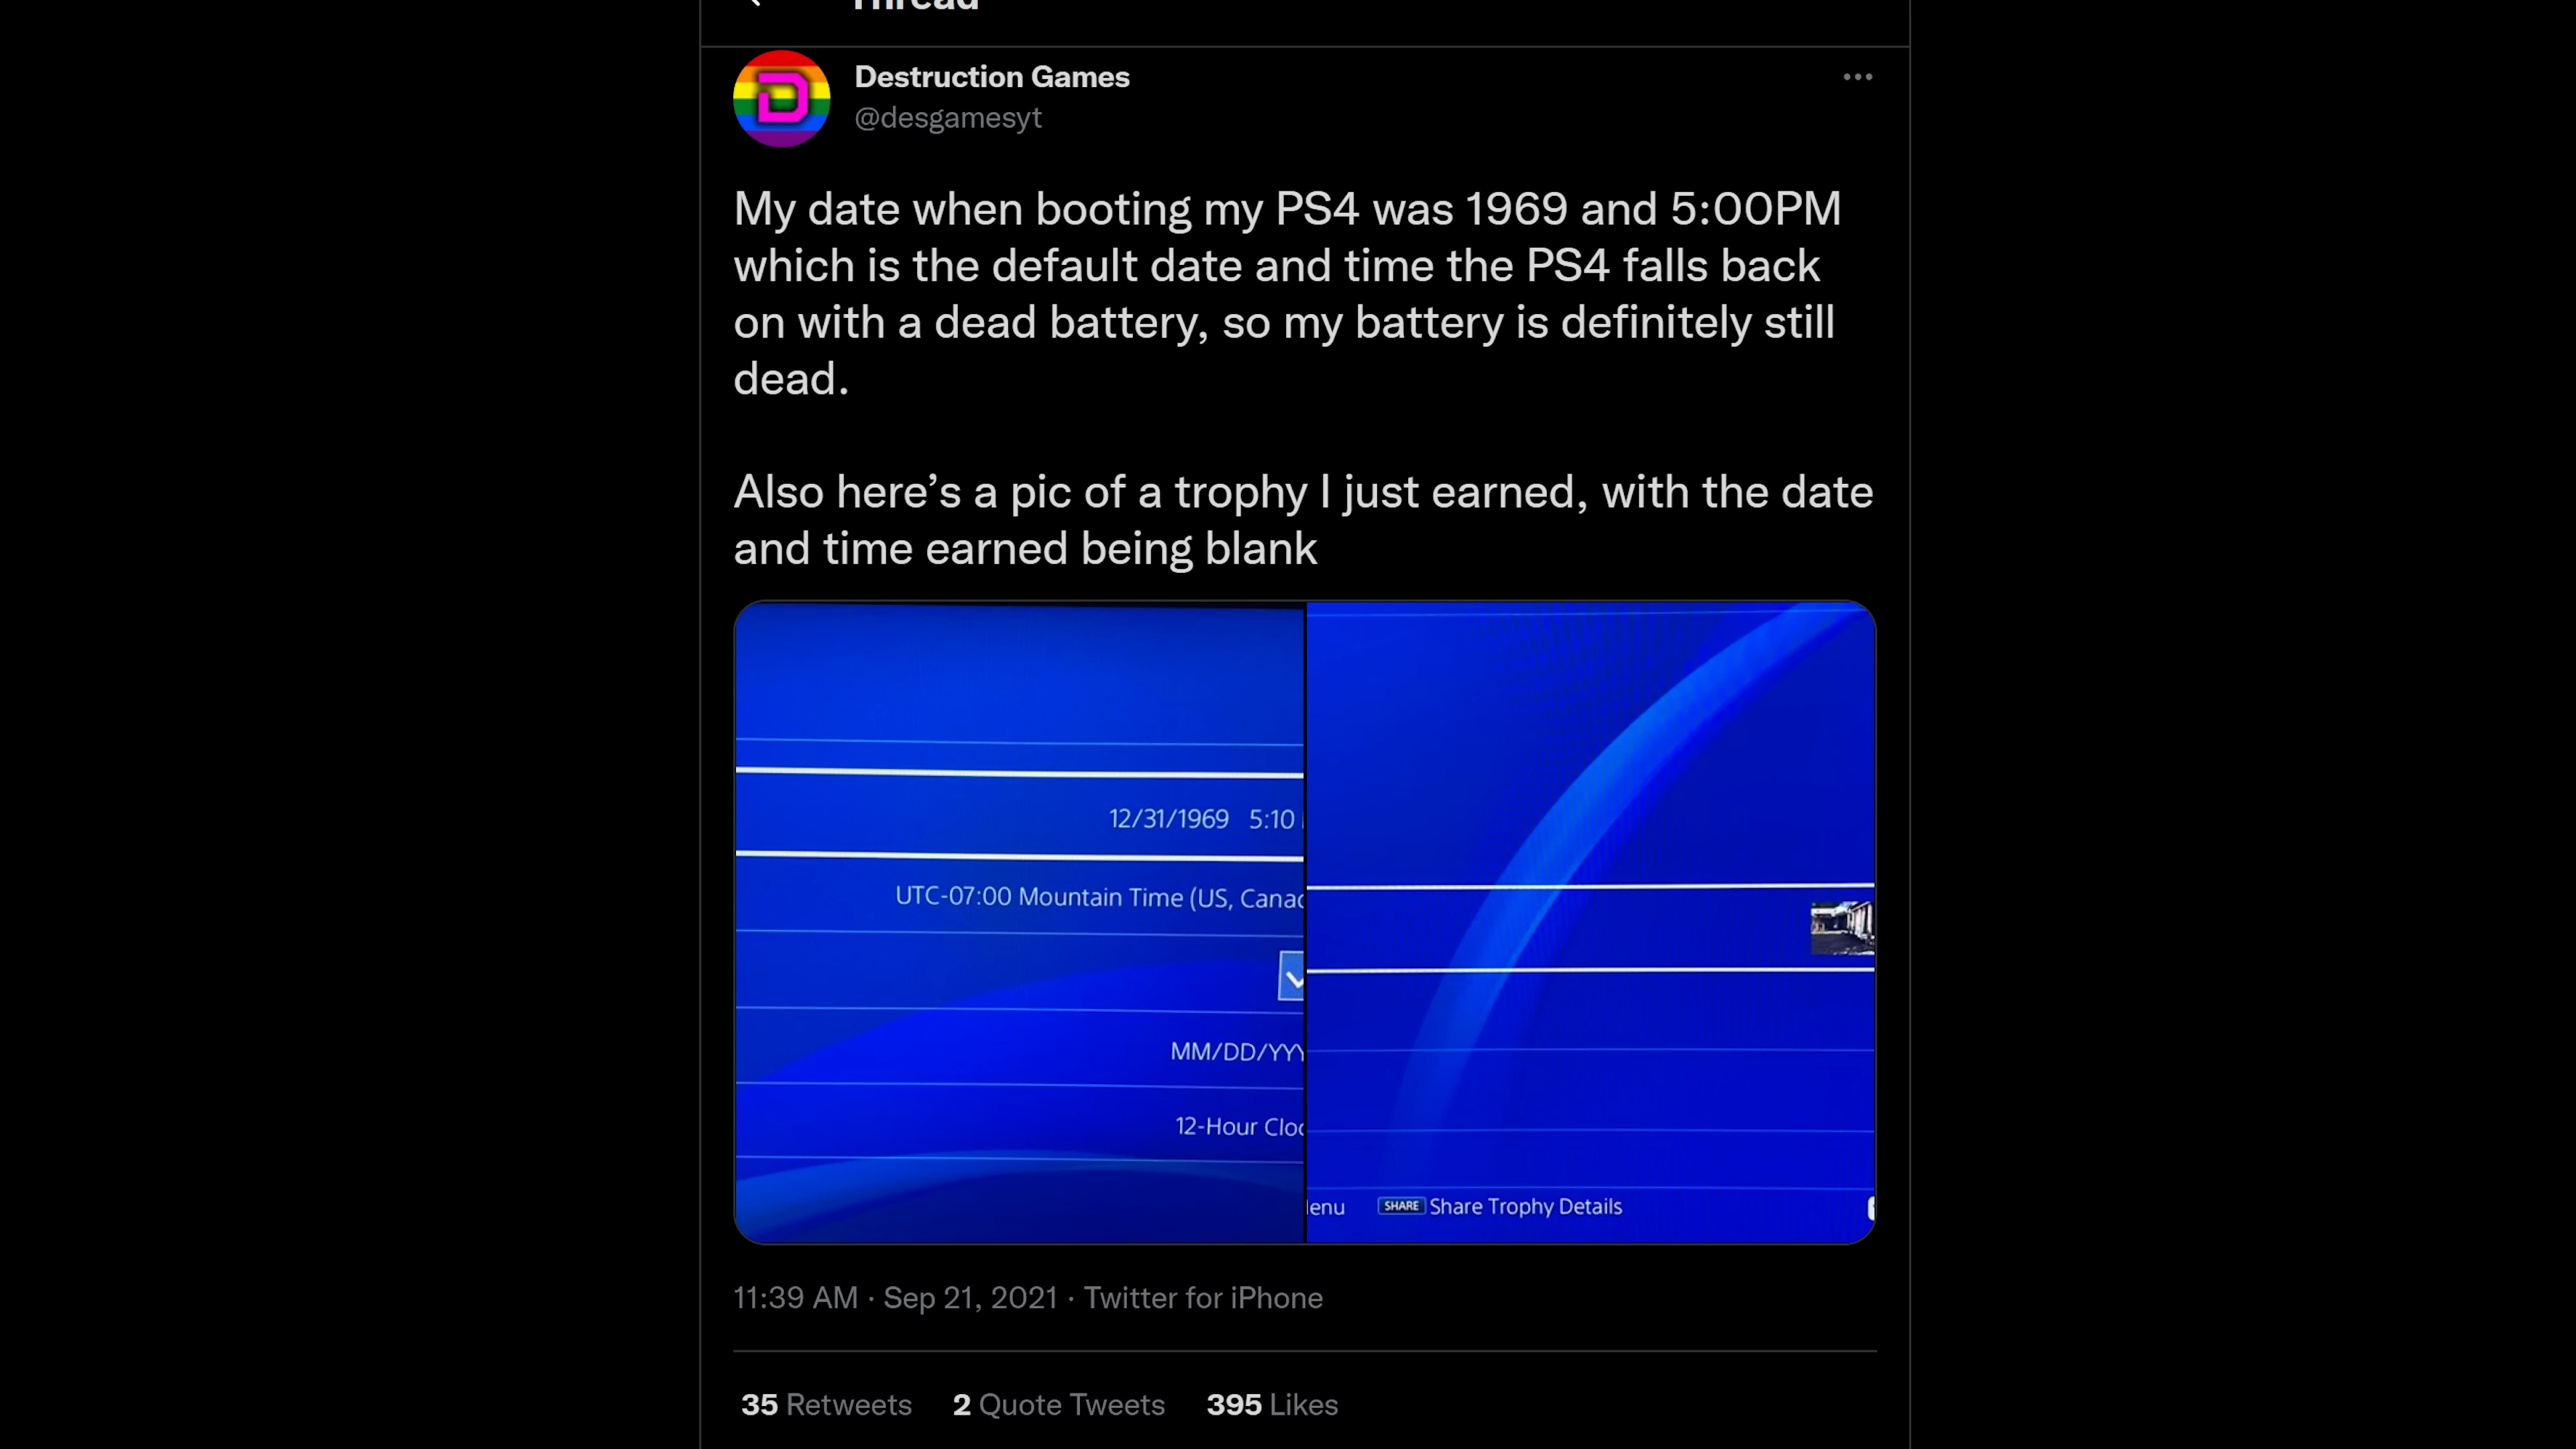 Thread
Destruction Games
@desgamesyt
My date when booting my PS4 was 1969 and 5:00PM
which is the default date and time the PS4 falls back
on with a dead battery, so my battery is definitely still
dead.
Also here’s a pic of a trophy I just earned, with the date
and time earned being blank
12/31/1969 5:10
UTC-07:00 Mountain Time (US, Canad
MM/DD/YYY
12-Hour Cloc
enu SHARE Share Trophy Details
11:39 AM · Sep 21, 2021 · Twitter for iPhone
35 Retweets 2 Quote Tweets 395 Likes